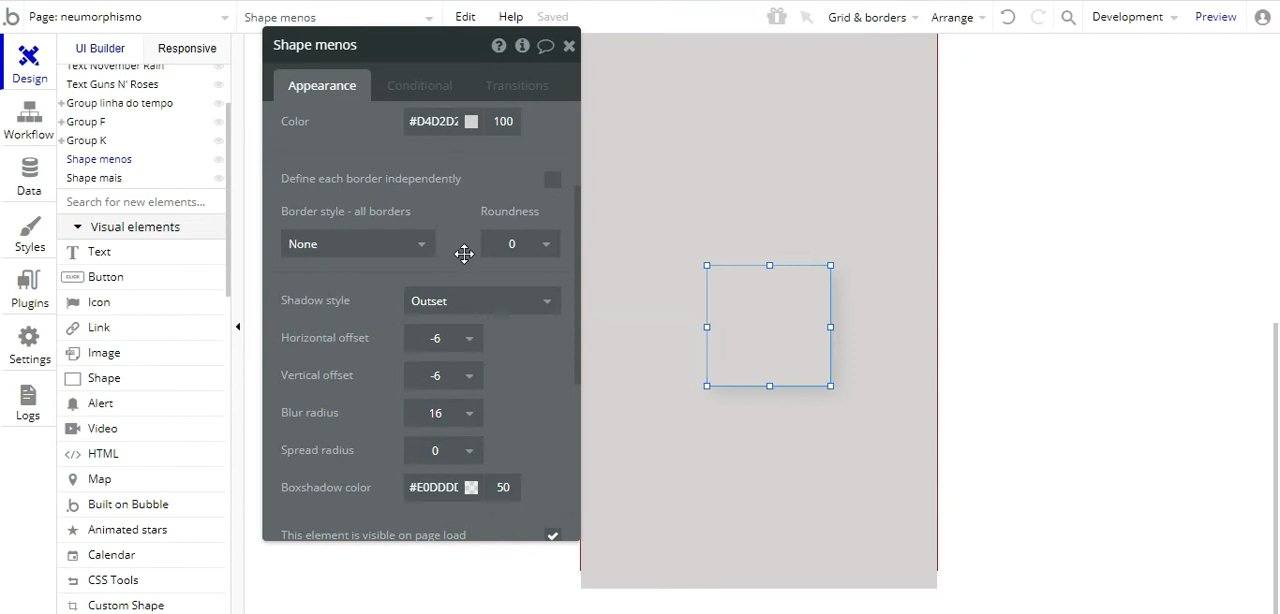 .b Page: neumorphismo Shape menos Edit Help Saved Grid & borders Arrange Development Preview
Design
Workflow
Data
Styles
Plugins
Settings
Logs
UI Builder Responsive
Text November Rain
Text Guns N' Roses
Group linha do tempo
Group F
Group K
Shape menos
Shape mais
Search for new elements...
Visual elements
Text
CLICK Button
Icon
Link
Image
Shape
Alert
Video
</> HTML
Map
.b Built on Bubble
Animated stars
Calendar
CSS Tools
Custom Shape
Shape menos
Appearance Conditional Transitions
Color #D4D2D2 100
Define each border independently
Border style - all borders Roundness
None 0
Shadow style Outset
Horizontal offset -6
Vertical offset -6
Blur radius 16
Spread radius 0
Boxshadow color #E0DDDD 50
This element is visible on page load